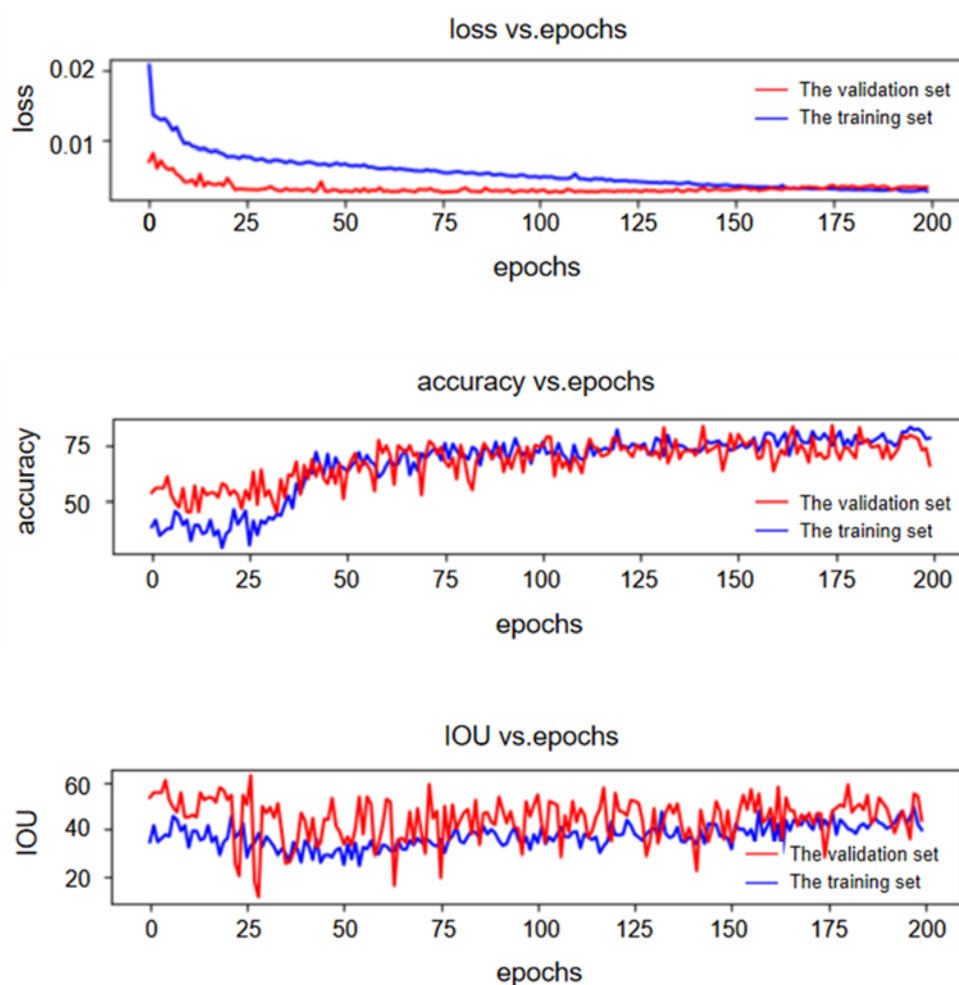 loss vs.epochs
loss
0.02
0.01
The validation set
The training set
0 25 50 75 100 125 150 175 200
epochs
accuracy vs.epochs
accuracy
75
50
The validation set
The training set
0 25 50 75 100 125 150 175 200
epochs
IOU vs.epochs
IOU
60
40
20
The validation set
The training set
0 25 50 75 100 125 150 175 200
epochs